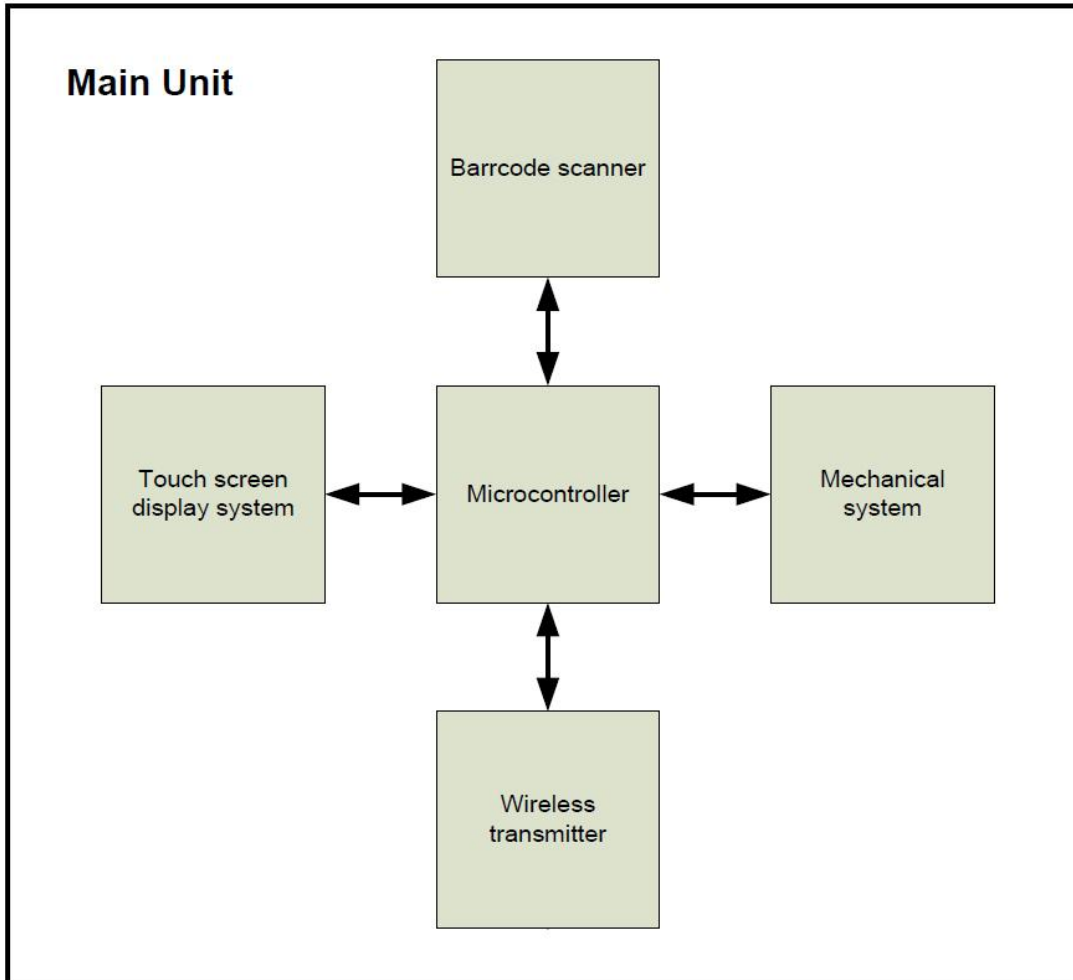 Main Unit
Barrcode scanner
Touch screen
display system
Microcontroller
Mechanical
system
Wireless
transmitter